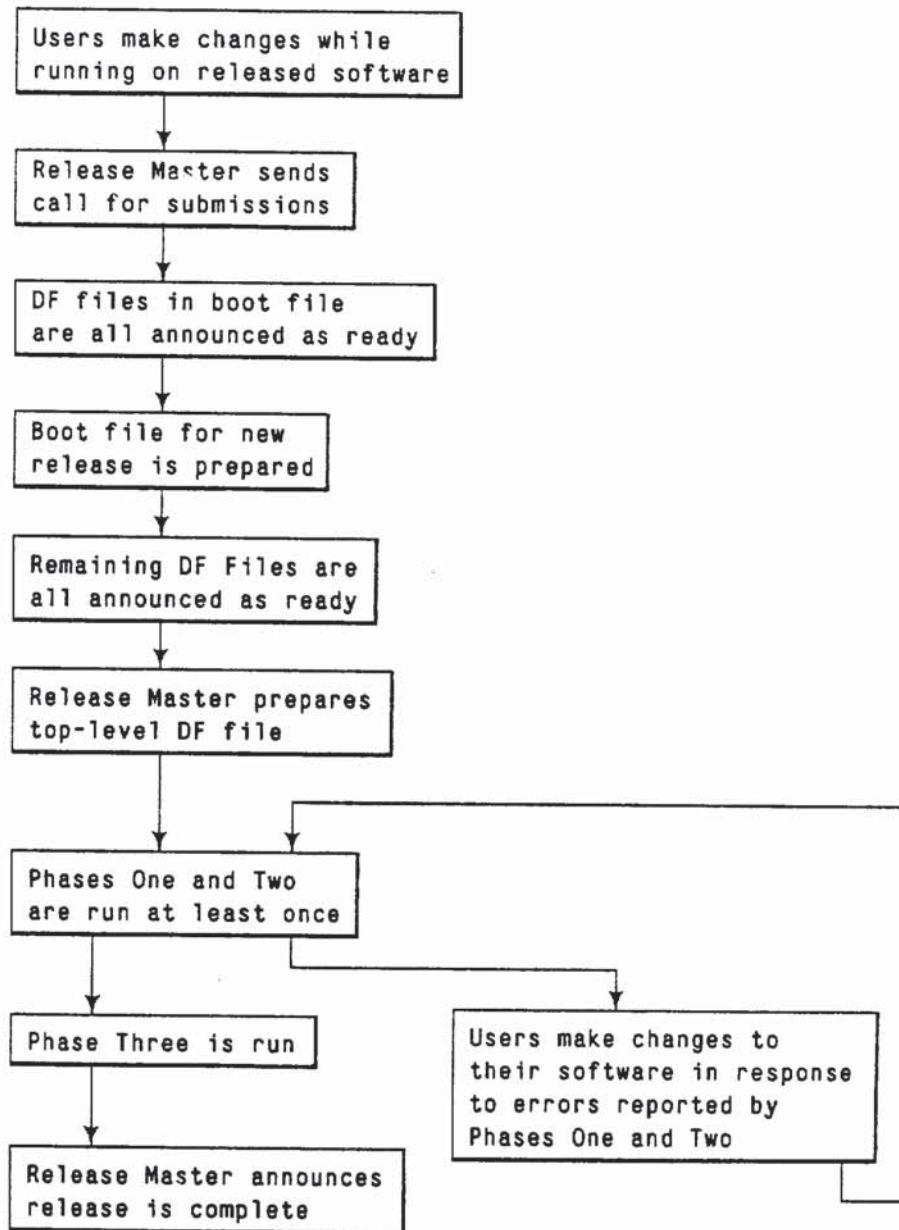 Users make changes while
running on released software
Release Master sends
call for submissions
DF files in boot file
are all announced as ready
Boot file for new
release is prepared
Remaining DF Files are
all announced as ready
Release Master prepares
top-level DF file
Phases One and Two
are run at least once
Phase Three is run
Users make changes to
their software in response
to errors reported by
Phases One and Two
Release Master announces
release is complete